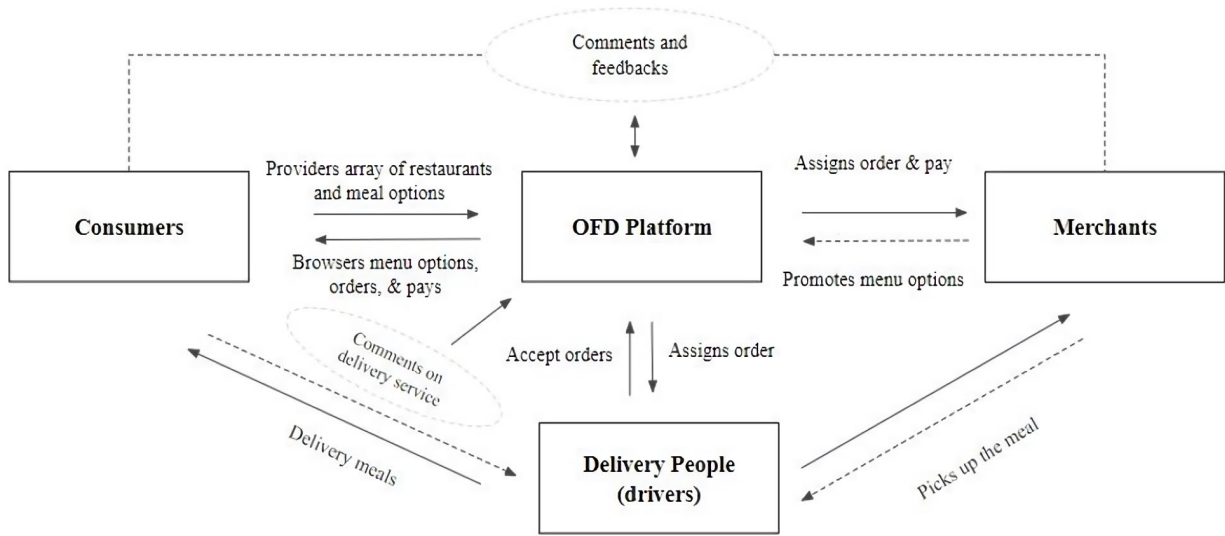 Comments and
feedbacks
Providers array of restaurants
and meal options
Assigns order & pay
Consumers
OFD Platform
Merchants
Browsers menu options,
orders, & pays
Promotes menu options
Comments on
delivery service
Accept orders
Assigns order
Delivery meals
Delivery People
(drivers)
Picks up the meal